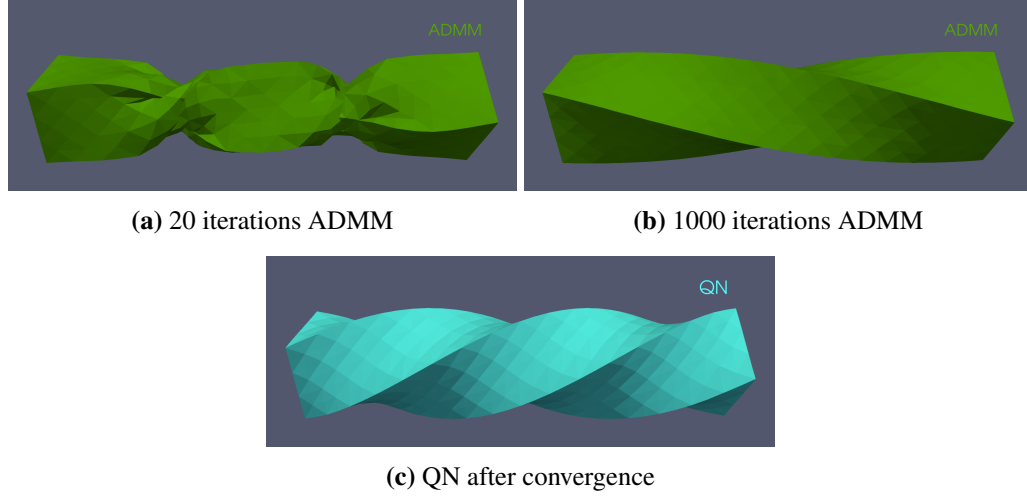 ADMM
ADMM
(a) 20 iterations ADMM
(b) 1000 iterations ADMM
QN
(c) QN after convergence